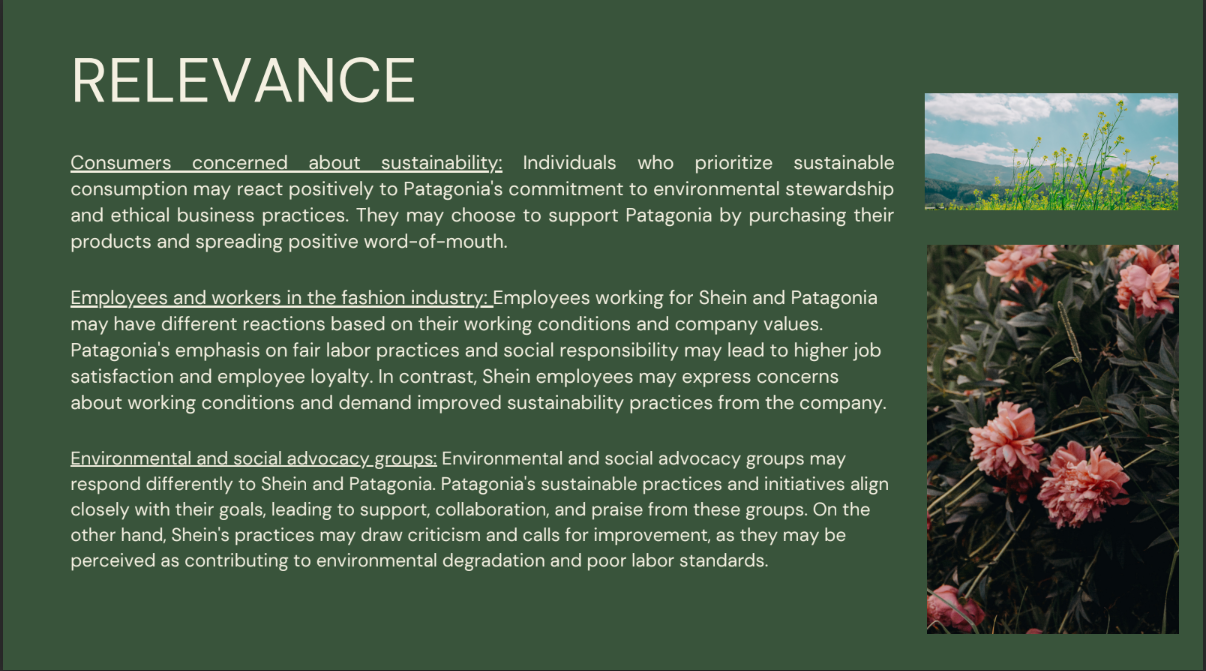 RELEVANCE
Consumers concerned about sustainability: Individuals who prioritize sustainable
consumption may react positively to Patagonia's commitment to environmental stewardship
and ethical business practices. They may choose to support Patagonia by purchasing their
products and spreading positive word-of-mouth.
Employees and workers in the fashion industry: Employees working for Shein and Patagonia
may have different reactions based on their working conditions and company values.
Patagonia's emphasis on fair labor practices and social responsibility may lead to higher job
satisfaction and employee loyalty. In contrast, Shein employees may express concerns
about working conditions and demand improved sustainability practices from the company.
Environmental and social advocacy groups: Environmental and social advocacy groups may
respond differently to Shein and Patagonia. Patagonia's sustainable practices and initiatives align
closely with their goals, leading to support, collaboration, and praise from these groups. On the
other hand, Shein's practices may draw criticism and calls for improvement, as they may be
perceived as contributing to environmental degradation and poor labor standards.